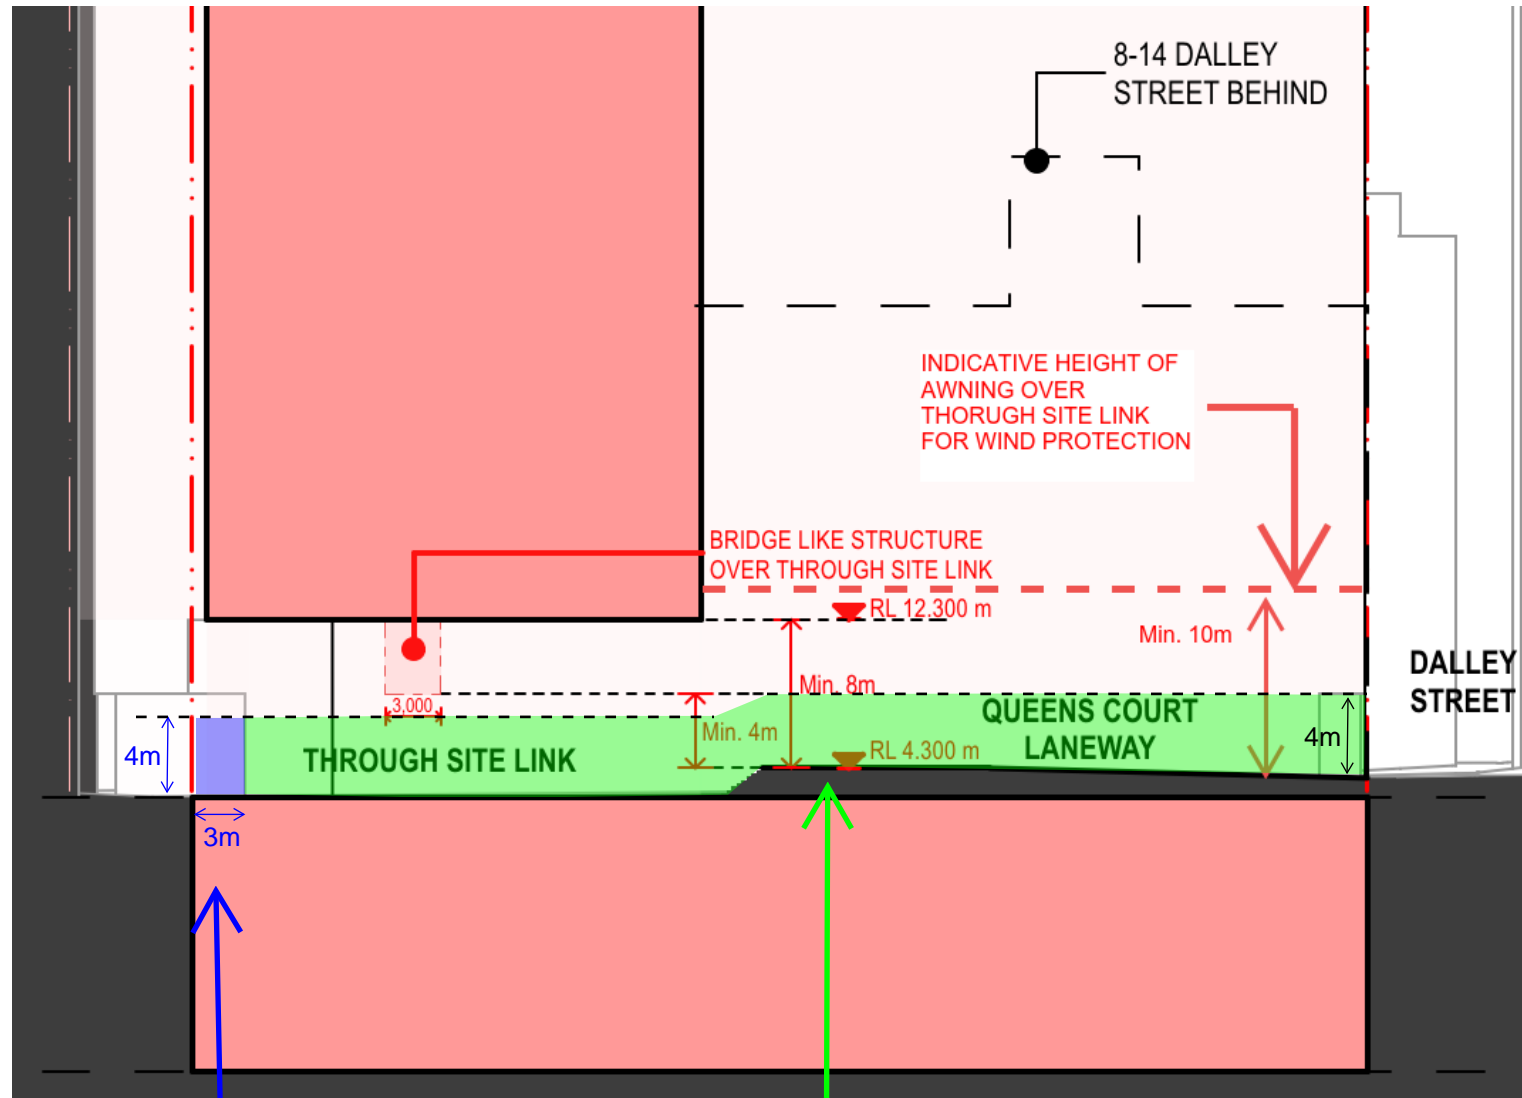 8-14 DALLEY
STREET BEHIND
INDICATIVE HEIGHT OF
AWNING OVER
THORUGH SITE LINK
FOR WIND PROTECTION
BRIDGE LIKE STRUCTURE
OVER THROUGH SITE LINK
RL 12.300 m
Min. 10m
DALLEY
STREET
Min. 8m
3,000
QUEENS COURT
LANEWAY
Min. 4m
4m
4m
THROUGH SITE LINK
RL 4.300 m
3m